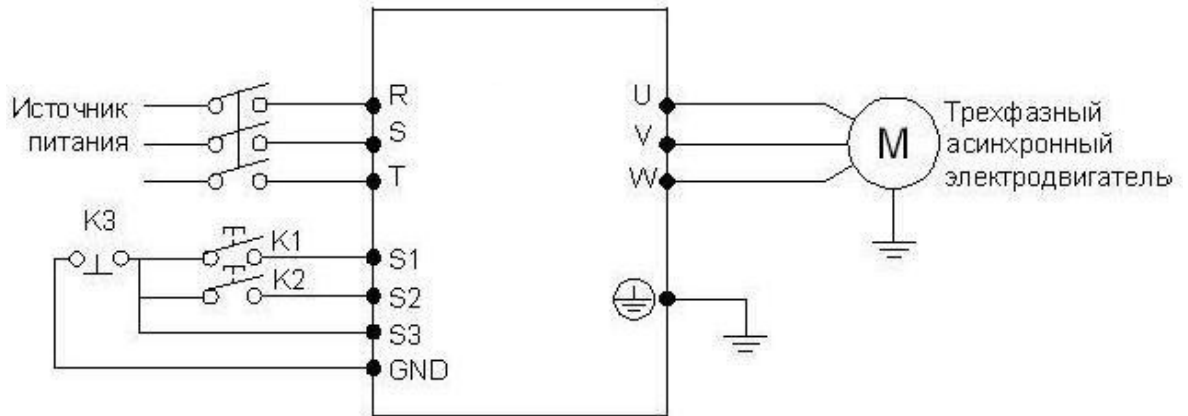 Источник
питания
R
S
T
U
V
W
M
Трехфазный
асинхронный
электродвигатель
K3
K1
K2
S1
S2
S3
GND